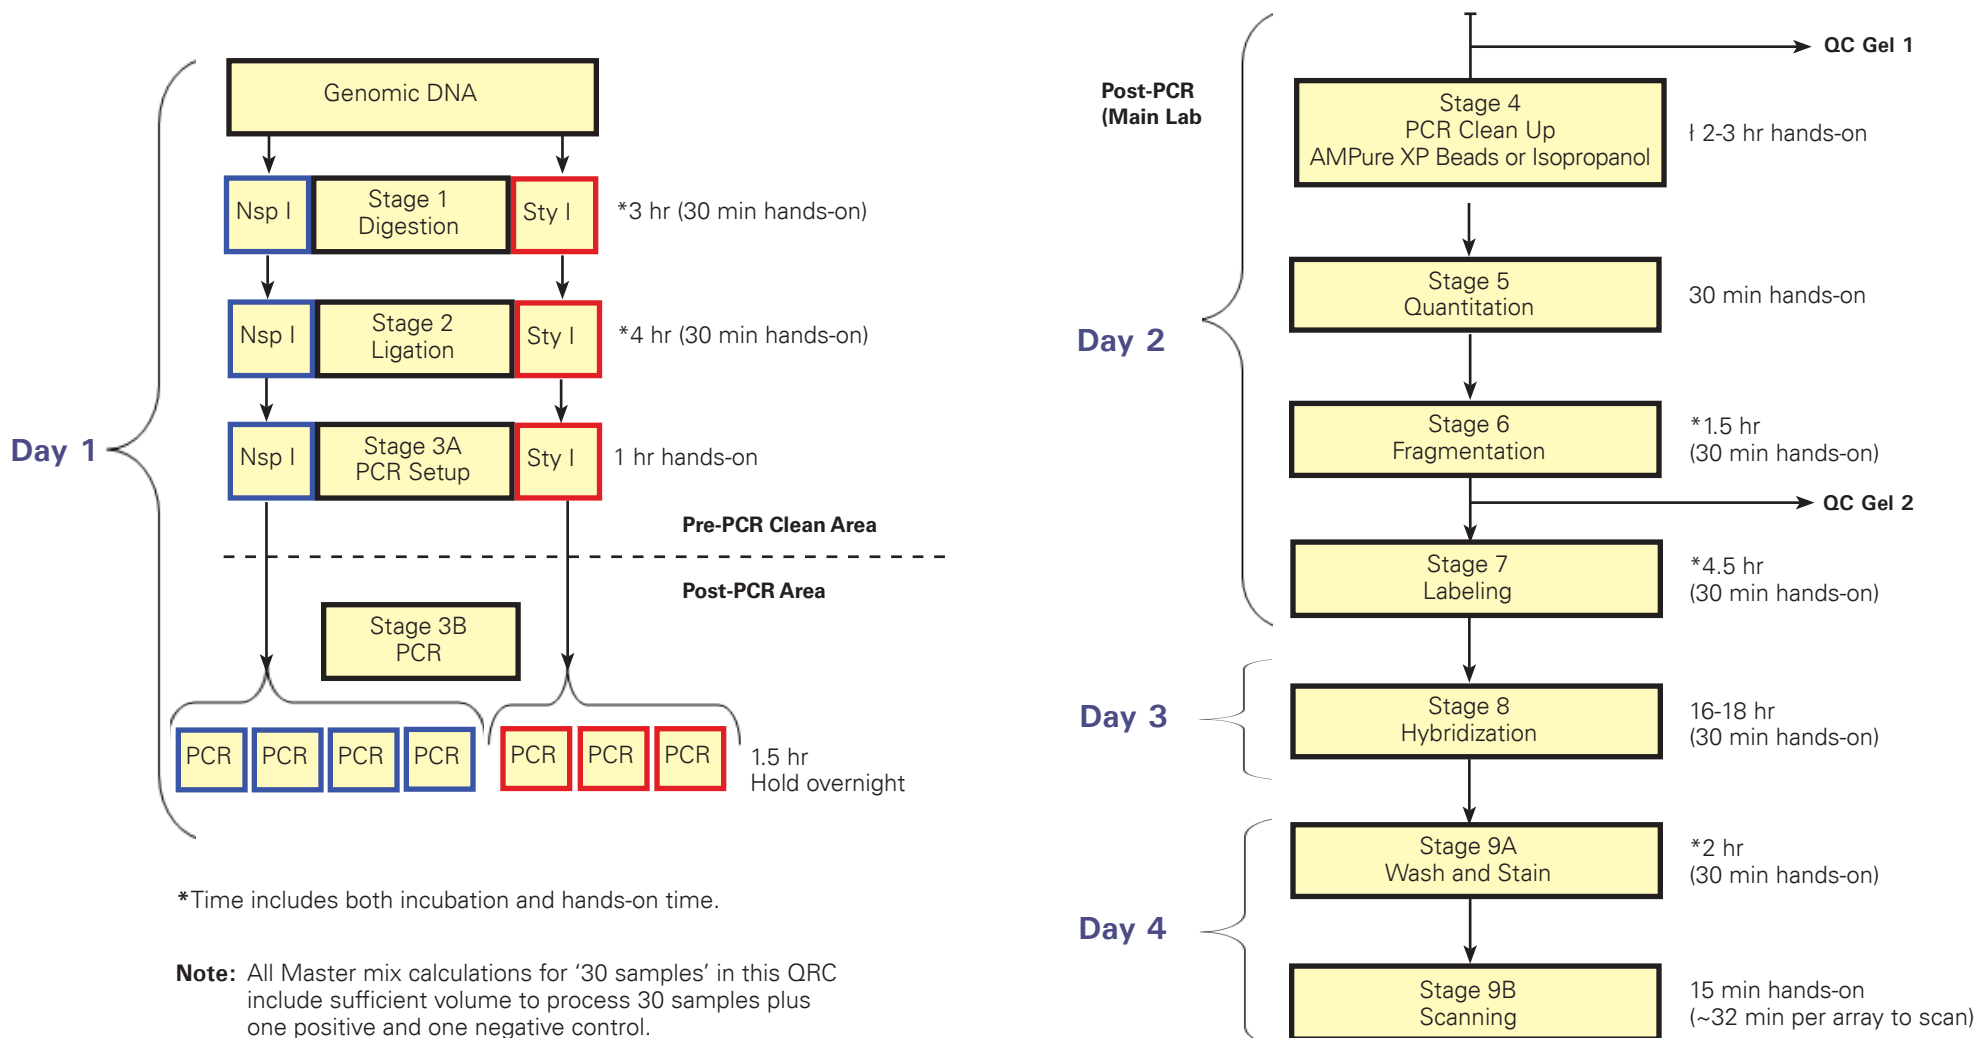 Genomic DNA
Nsp I
Stage 1
Digestion
Sty I
*3 hr (30 min hands-on)
Nsp I
Stage 2
Ligation
Sty I
*4 hr (30 min hands-on)
Day 1
Nsp I
Stage 3A
PCR Setup
Sty I
1 hr hands-on
Pre-PCR Clean Area
Post-PCR Area
Stage 3B
PCR
PCR
PCR
PCR
PCR
PCR
PCR
PCR
1.5 hr
Hold overnight
*Time includes both incubation and hands-on time.
Note: All Master mix calculations for ‘30 samples’ in this QRC
include sufficient volume to process 30 samples plus
one positive and one negative control.
QC Gel 1
Post-PCR
(Main Lab
Stage 4
PCR Clean Up
AMPure XP Beads or Isopropanol
ƚ 2-3 hr hands-on
Day 2
Stage 5
Quantitation
30 min hands-on
Stage 6
Fragmentation
*1.5 hr
(30 min hands-on)
QC Gel 2
Stage 7
Labeling
*4.5 hr
(30 min hands-on)
Day 3
Stage 8
Hybridization
16-18 hr
(30 min hands-on)
Day 4
Stage 9A
Wash and Stain
*2 hr
(30 min hands-on)
Stage 9B
Scanning
15 min hands-on
(~32 min per array to scan)